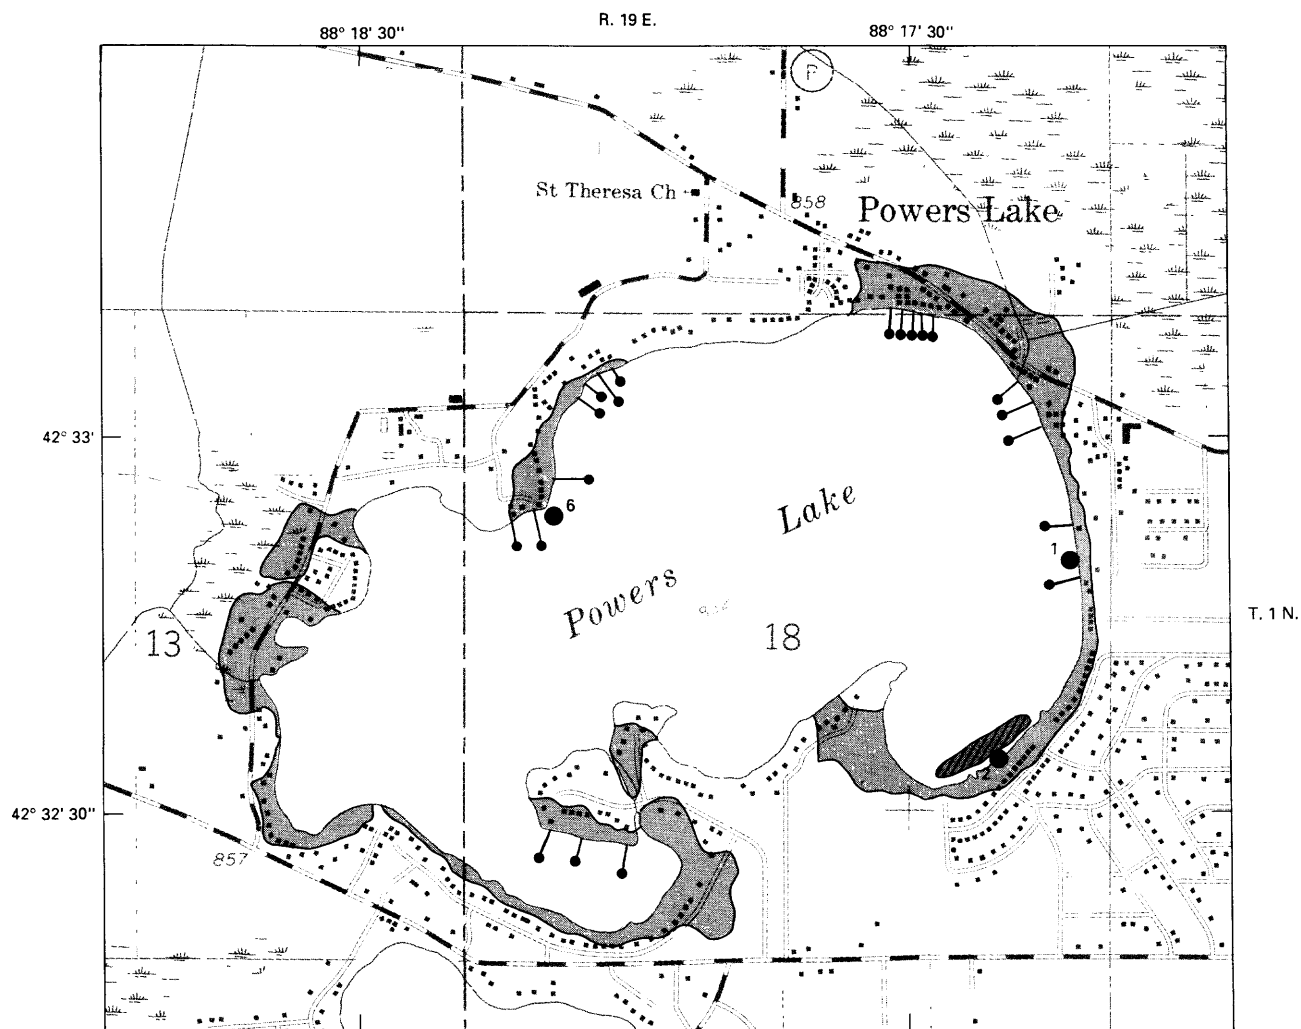 R. 19 E.
88° 18' 30"
88° 17' 30"
P
St Theresa Ch
858
Powers Lake
42° 33'
6
Lake
1
Powers
T. 1 N.
13
18
2
42° 32' 30"
857